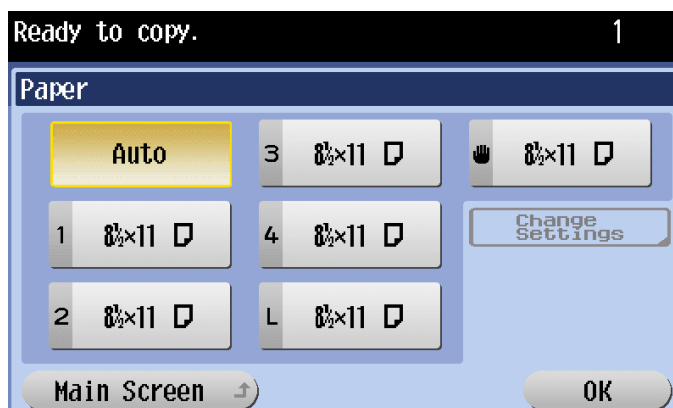 Ready to copy. 1
Paper
Auto
3 8½×11
8½×11
1 8½×11
4 8½×11
Change
Settings
2 8½×11
L 8½×11
Main Screen
OK